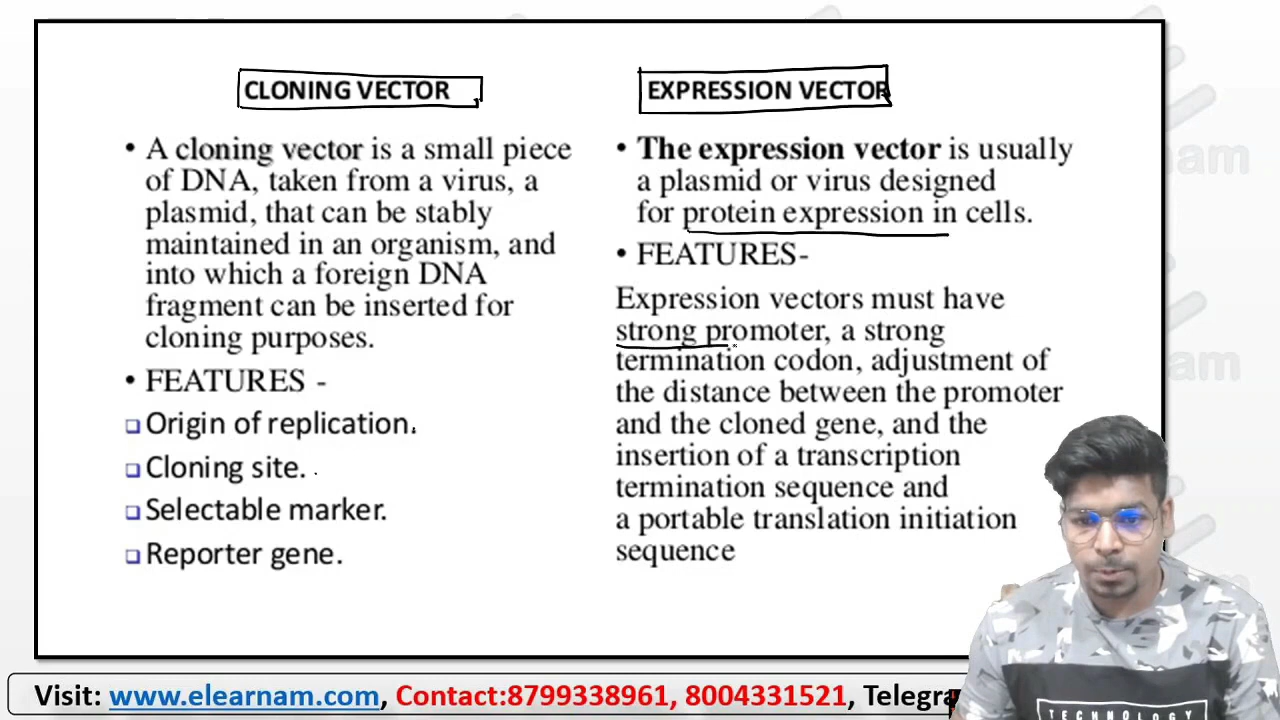 CLONING VECTOR
• A cloning vector is a small piece
of DNA, taken from a virus, a
plasmid, that can be stably
maintained in an organism, and
into which a foreign DNA
fragment can be inserted for
cloning purposes.
• FEATURES -
❑ Origin of replication.
❑ Cloning site.
❑ Selectable marker.
❑ Reporter gene.
EXPRESSION VECTOR
• The expression vector is usually
a plasmid or virus designed
for protein expression in cells.
• FEATURES-
Expression vectors must have
strong promoter, a strong
termination codon, adjustment of
the distance between the promoter
and the cloned gene, and the
insertion of a transcription
termination sequence and
a portable translation initiation
sequence
Visit: www.elearnam.com, Contact:8799338961, 8004331521, Telegra
TECHNOLOGY